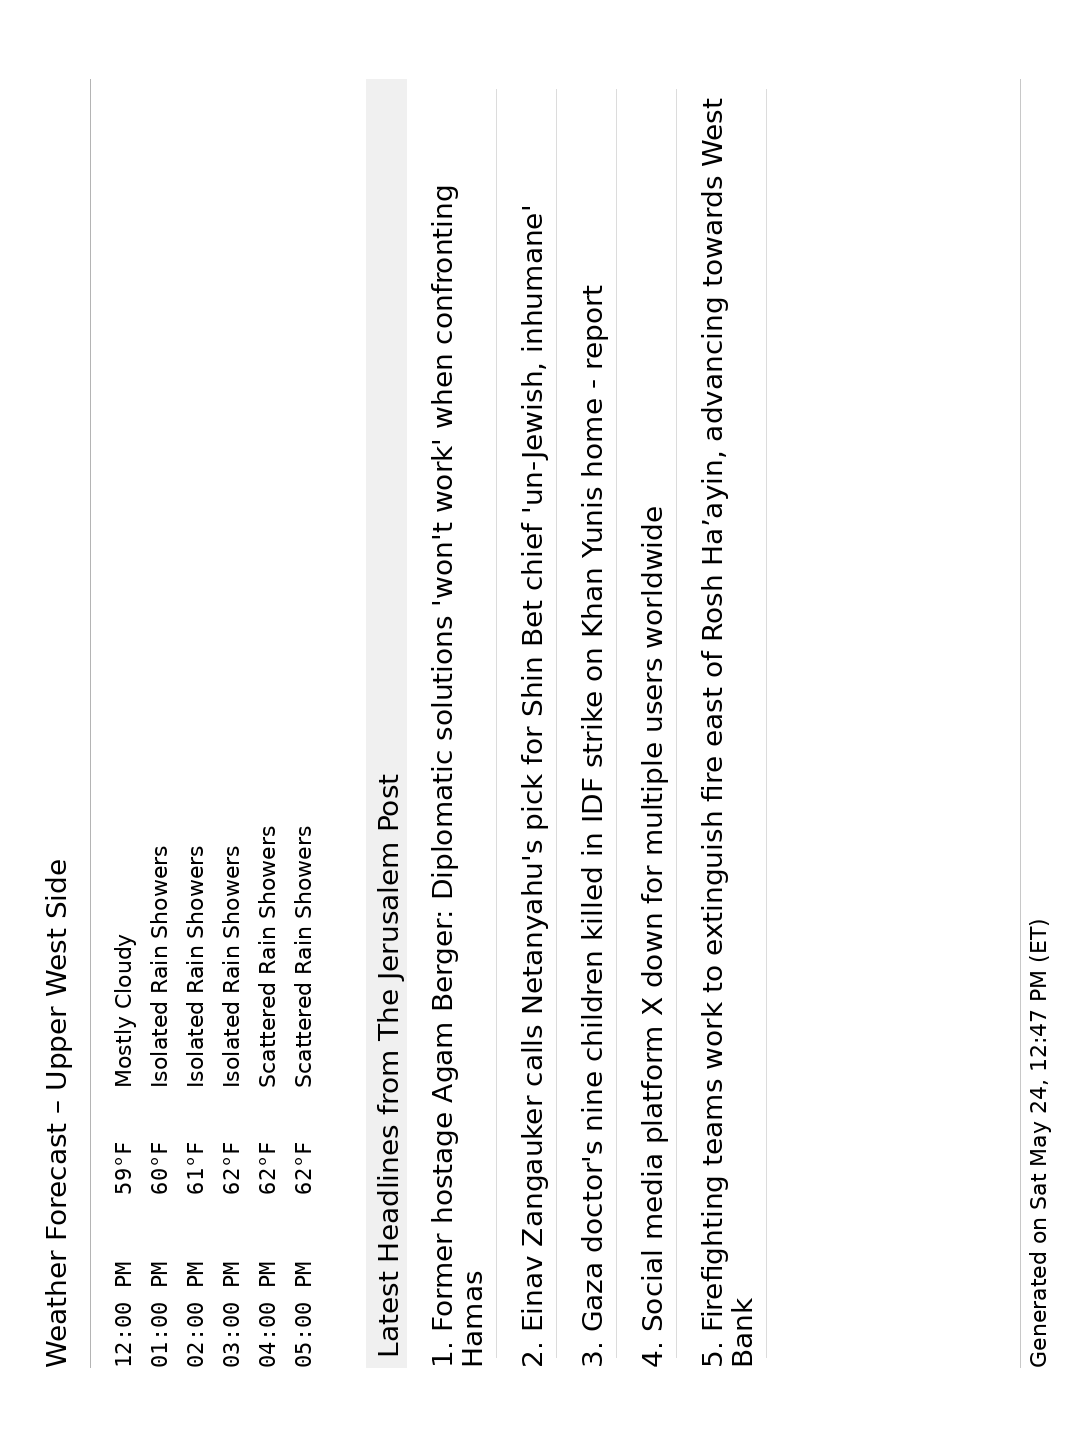 Weather Forecast – Upper West Side
12:00 PM 59°F Mostly Cloudy
01:00 PM 60°F Isolated Rain Showers
02:00 PM 61°F Isolated Rain Showers
03:00 PM 62°F Isolated Rain Showers
04:00 PM 62°F Scattered Rain Showers
05:00 PM 62°F Scattered Rain Showers
Latest Headlines from The Jerusalem Post
1. Former hostage Agam Berger: Diplomatic solutions 'won't work' when confronting
Hamas
2. Einav Zangauker calls Netanyahu's pick for Shin Bet chief 'un-Jewish, inhumane'
3. Gaza doctor's nine children killed in IDF strike on Khan Yunis home - report
4. Social media platform X down for multiple users worldwide
5. Firefighting teams work to extinguish fire east of Rosh Ha’ayin, advancing towards West
Bank
Generated on Sat May 24, 12:47 PM (ET)